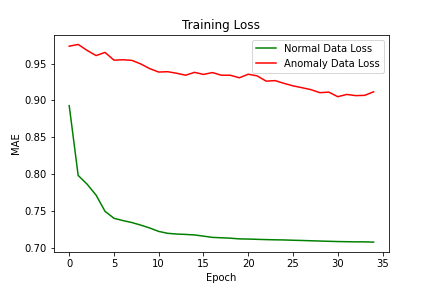 Training Loss
Normal Data Loss
Anomaly Data Loss
MAE
0.95
0.90
0.85
0.80
0.75
0.70
0 5 10 15 20 25 30 35
Epoch